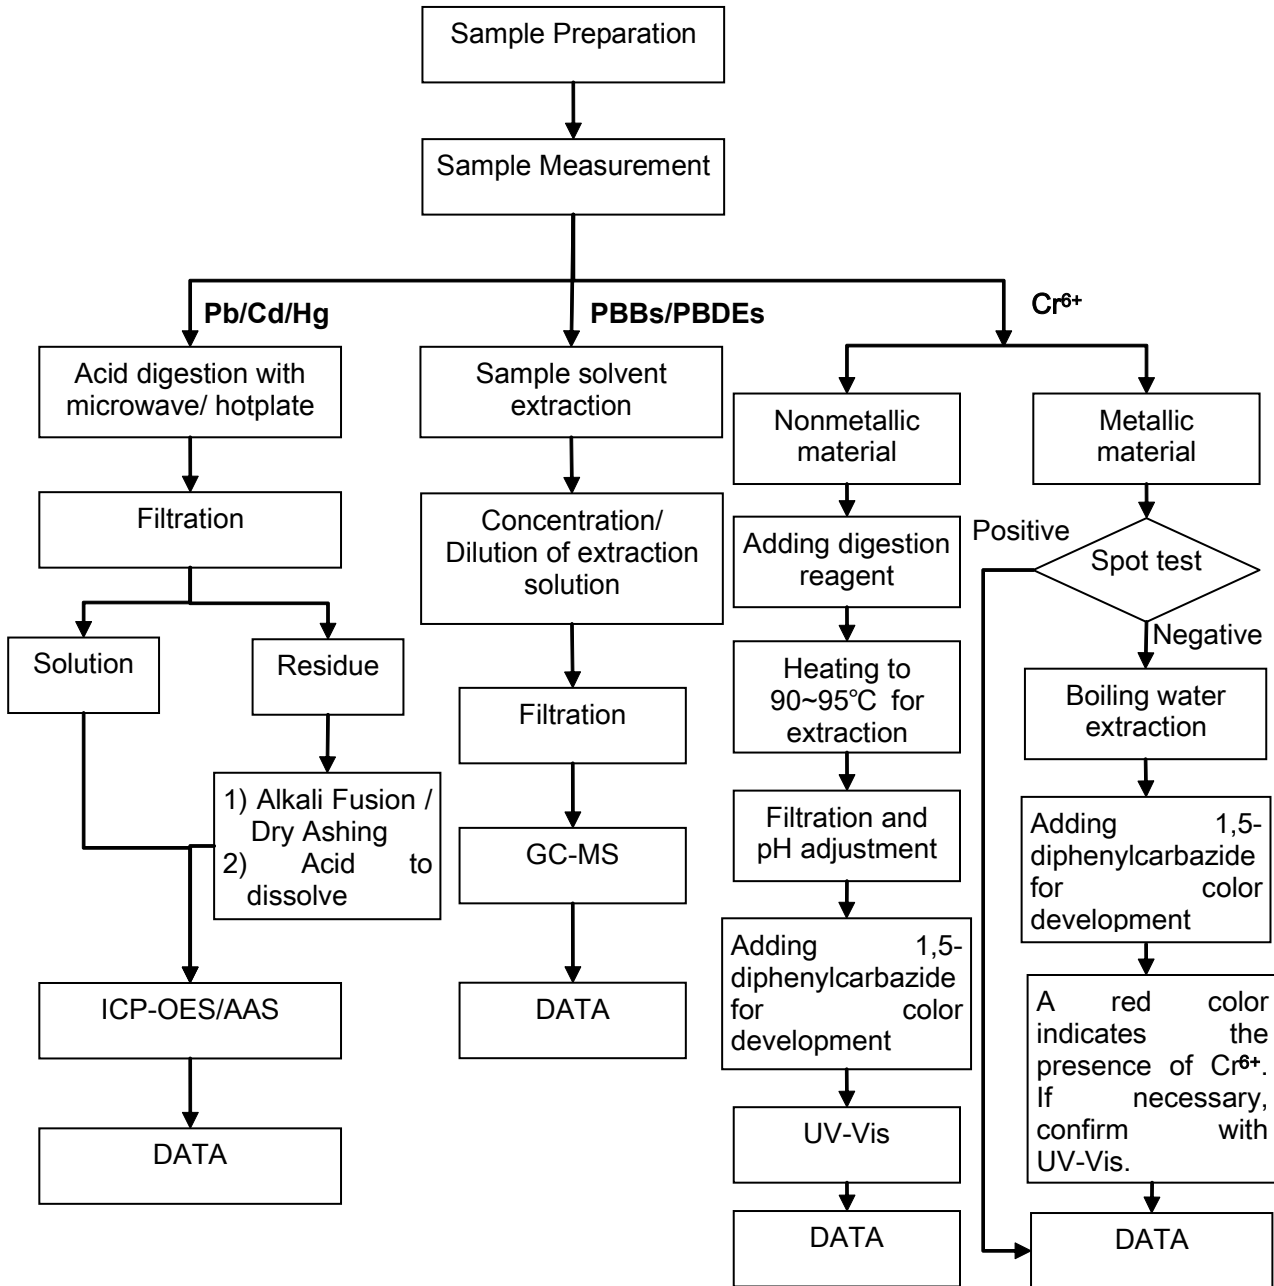 Sample Preparation
Sample Measurement
Pb/Cd/Hg
PBBs/PBDEs
Cr⁶⁺
Acid digestion with
microwave/ hotplate
Filtration
Solution
Residue
1) Alkali Fusion /
Dry Ashing
2) Acid to
dissolve
ICP-OES/AAS
DATA
Sample solvent
extraction
Concentration/
Dilution of extraction
solution
Filtration
GC-MS
DATA
Nonmetallic
material
Adding digestion
reagent
Heating to
90~95℃ for
extraction
Filtration and
pH adjustment
Adding 1,5-
diphenylcarbazide
for color
development
UV-Vis
DATA
Metallic
material
Spot test
Positive
Negative
Boiling water
extraction
Adding 1,5-
diphenylcarbazide
for color
development
A red color
indicates the
presence of Cr⁶⁺.
If necessary,
confirm with
UV-Vis.
DATA